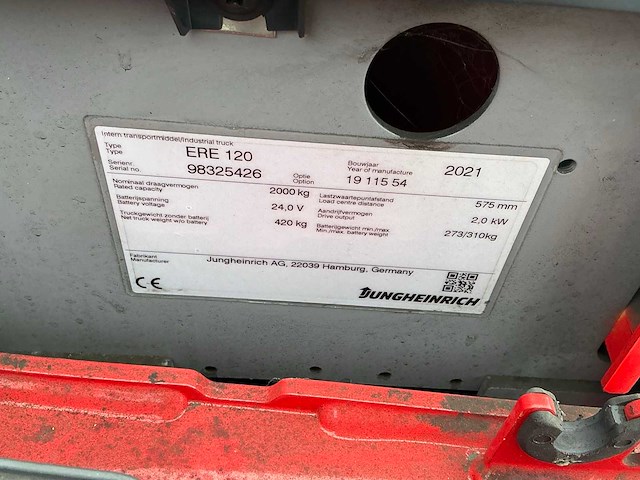 Intern transportmiddel/Industrial truck
Type
Type ERE 120
Serienr.
Serial no. 98325426
Optie
Option 19 115 54
Bouwjaar
Year of manufacture 2021
Nominaal draagvermogen
Rated capacity 2000 kg
Lastzwaartepuntafstand
Load centre distance 575 mm
Batterijspanning
Battery voltage 24,0 V
Aandrijfvermogen
Drive output 2,0 kW
Truckgewicht zonder batterij
Net truck weight w/o battery 420 kg
Batterijgewicht min./max
Min./max. battery weight 273/310kg
Fabrikant
Manufacturer Jungheinrich AG, 22039 Hamburg, Germany
CE
JUNGHEINRICH